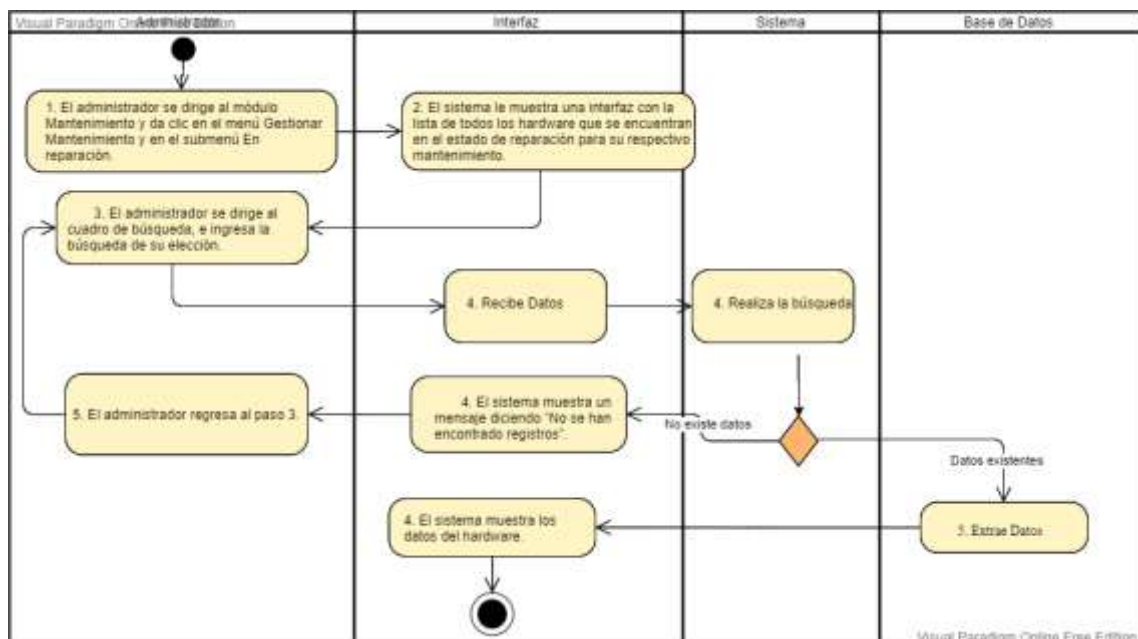 Visual Paradigm Online Free Edition
Administrador
Interfaz
Sistema
Base de Datos
1. El administrador se dirige al módulo
Mantenimiento y da clic en el menú Gestionar
Mantenimiento y en el submenú En
reparación.
2. El sistema le muestra una interfaz con la
lista de todos los hardware que se encuentran
en el estado de reparación para su respectivo
mantenimiento.
3. El administrador se dirige al
cuadro de búsqueda, e ingresa la
búsqueda de su elección.
4. Recibe Datos
4. Realiza la búsqueda
5. El administrador regresa al paso 3.
4. El sistema muestra un
mensaje diciendo "No se han
encontrado registros".
No existe datos
Datos existentes
4. El sistema muestra los
datos del hardware.
5. Extrae Datos
Visual Paradigm Online Free Edition